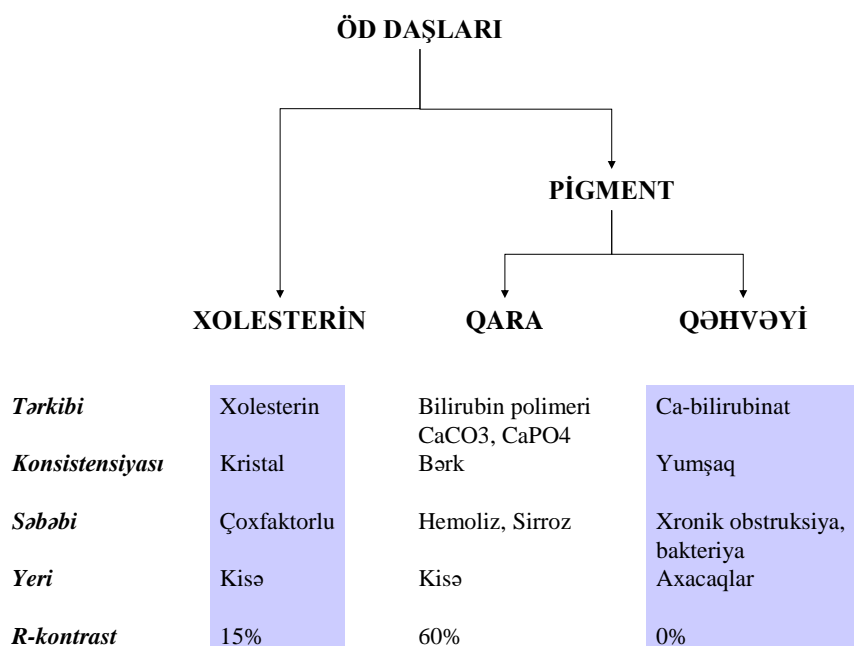 ÖD DAŞLARI
PİGMENT
XOLESTERİN QARA QƏHVƏYİ
Tərkibi Xolesterin Bilirubin polimeri Ca-bilirubinat
CaCO3, CaPO4
Konsistensiyası Kristal Bərk Yumşaq
Səbəbi Çoxfaktorlu Hemoliz, Sirroz Xronik obstruksiya,
bakteriya
Yeri Kisə Kisə Axacaqlar
R-kontrast 15% 60% 0%